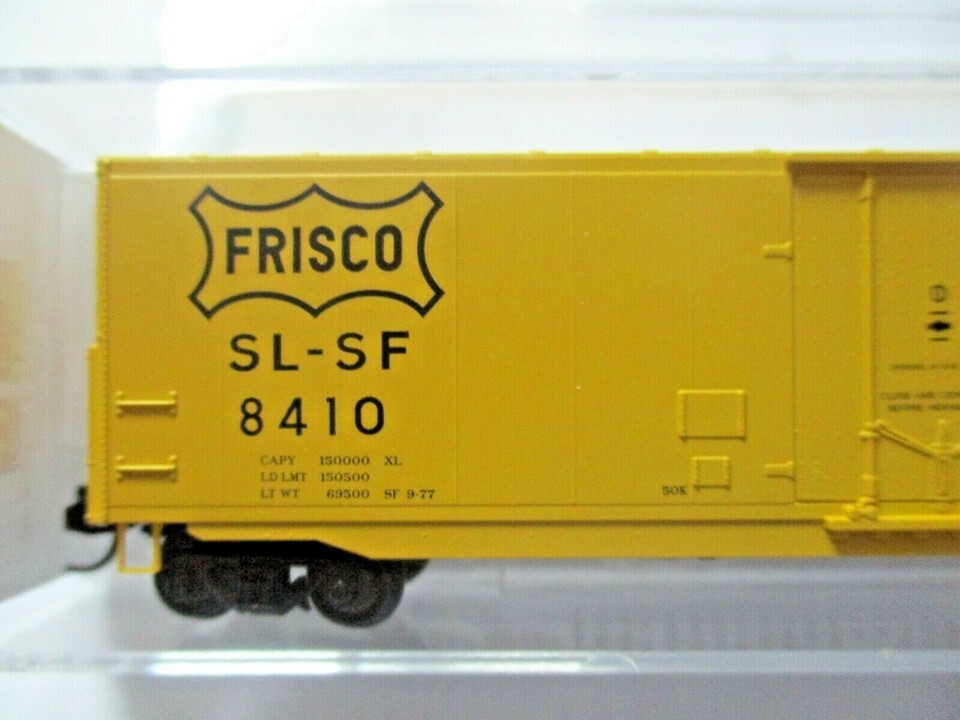 FRISCO
SL-SF
8410
CAPY 150000 XL
LD LMT 150500
LT WT 69500 SF 9-77
50K